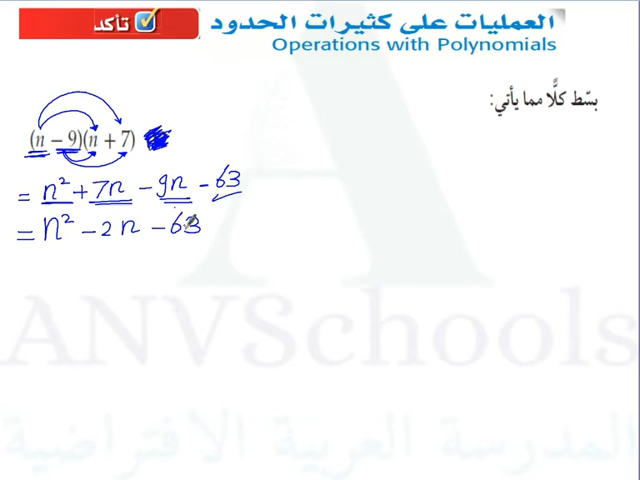 العمليات على كثيرات الحدود
تأكد
Operations with Polynomials
بسّط كلًّا مما يأتي:
(n − 9)(n + 7)
= n² + 7n − 9n − 63
= n² − 2n − 63
ANVSchools
المدرسة العربية الافتراضية